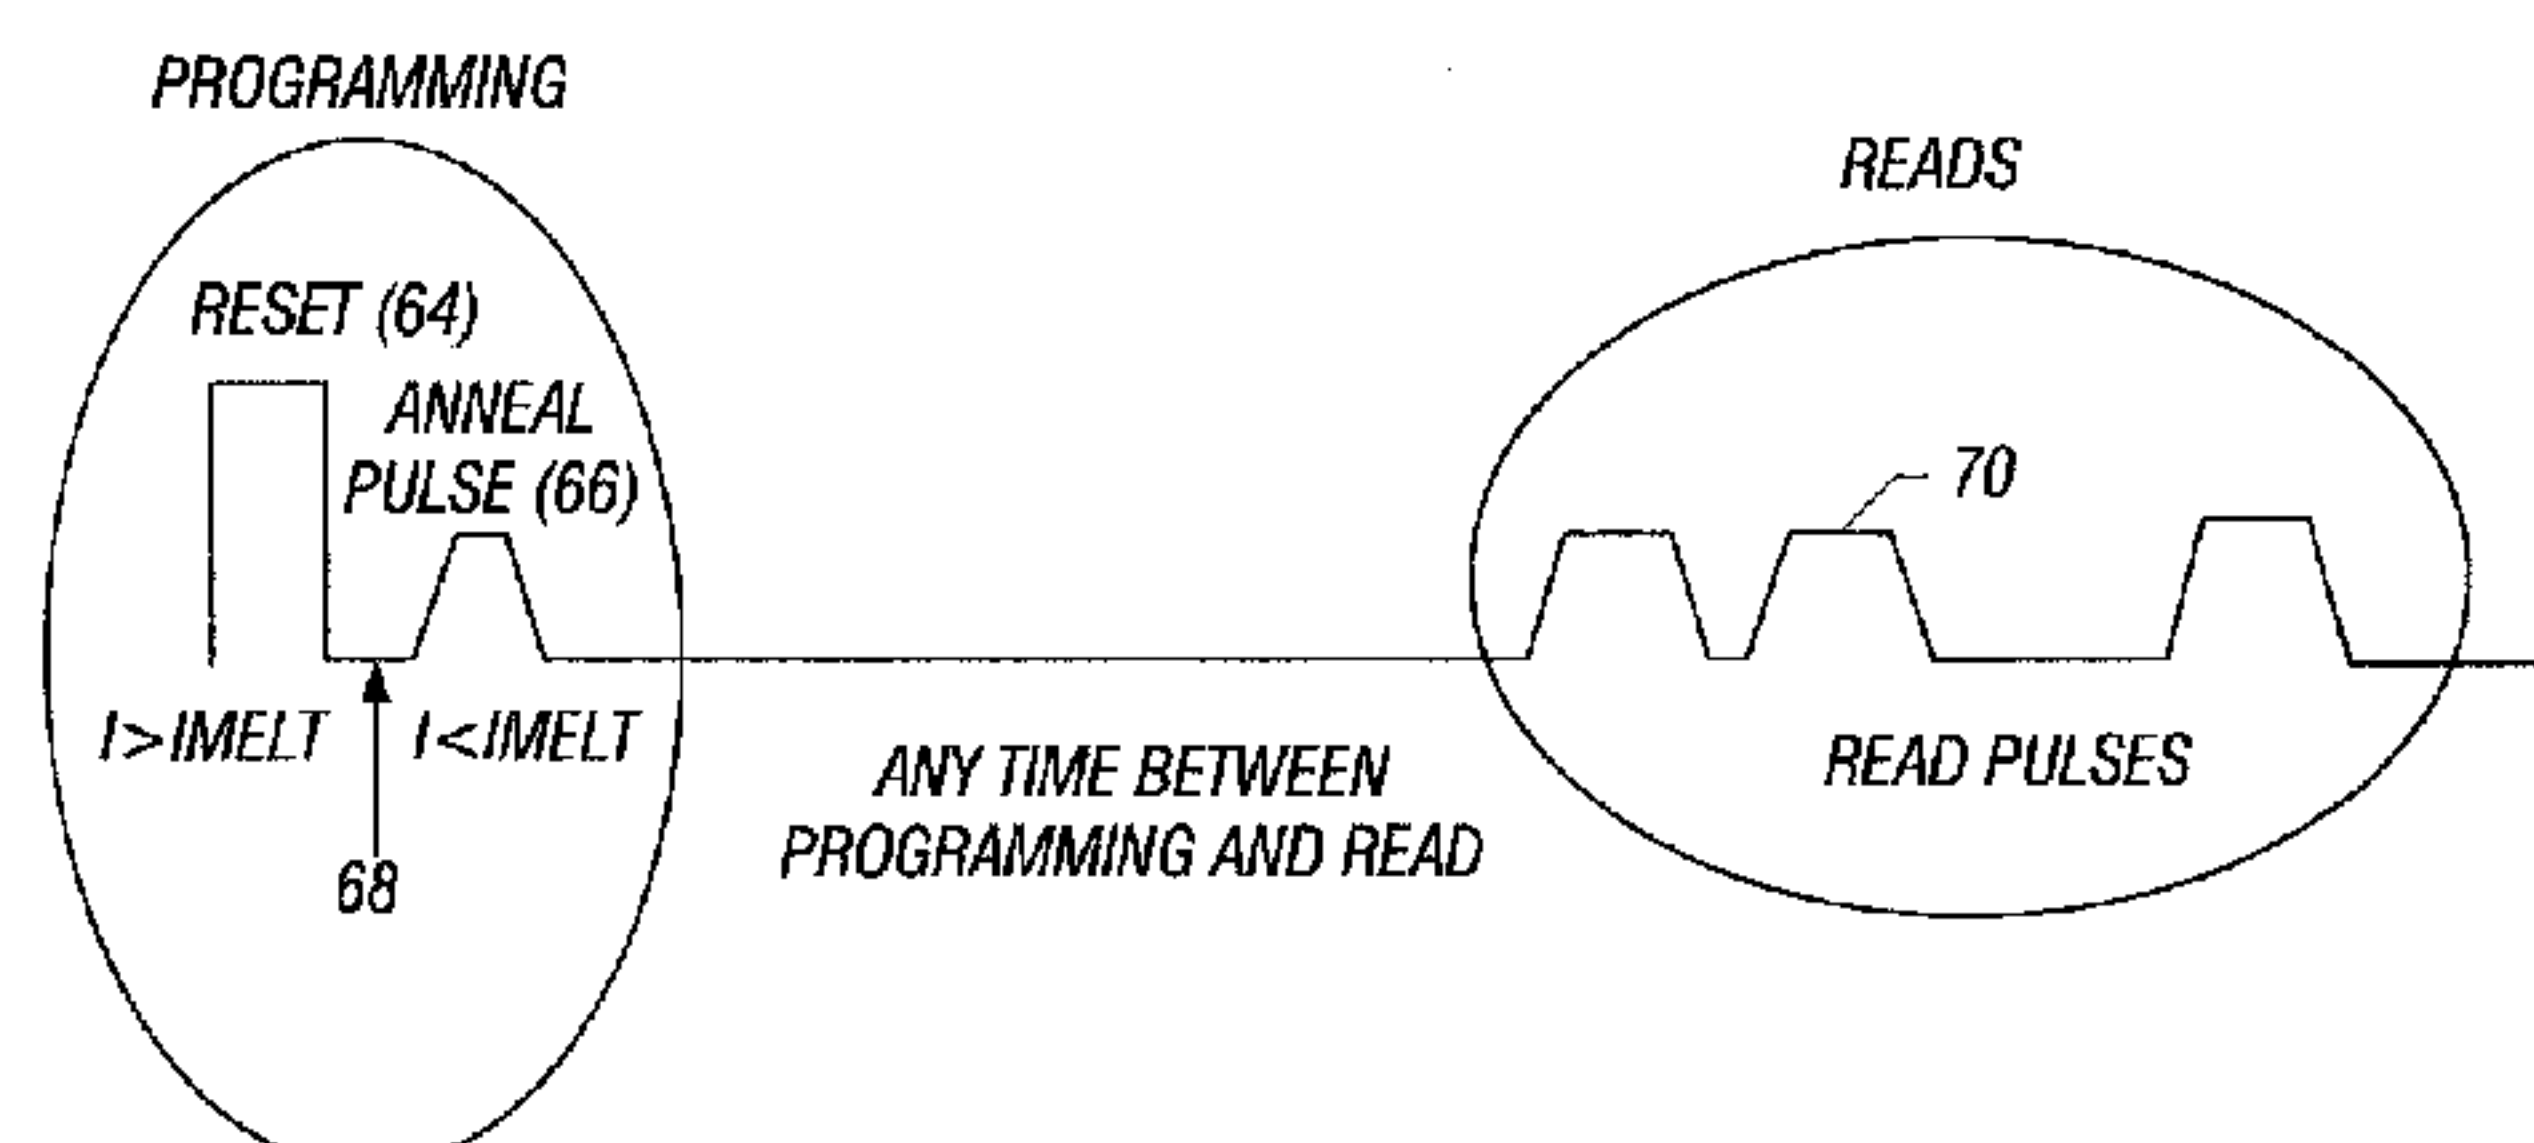 PROGRAMMING
RESET (64)
ANNEAL
PULSE (66)
I>IMELT
I<IMELT
68
ANY TIME BETWEEN
PROGRAMMING AND READ
READS
70
READ PULSES